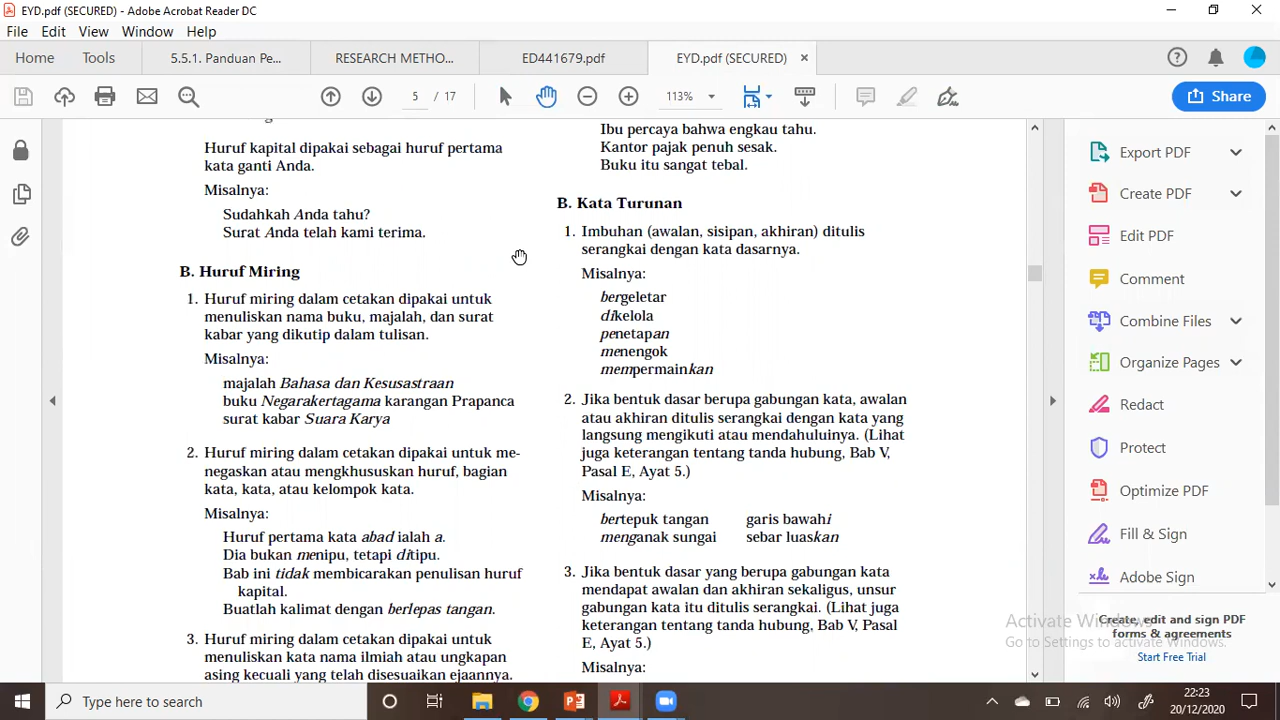 EYD.pdf (SECURED) - Adobe Acrobat Reader DC
File Edit View Window Help
Home Tools 5.5.1. Panduan Pe... RESEARCH METHO... ED441679.pdf EYD.pdf (SECURED) ×
5 / 17 113% Share
Huruf kapital dipakai sebagai huruf pertama
kata ganti Anda.
Misalnya:
Sudahkah Anda tahu?
Surat Anda telah kami terima.
B. Huruf Miring
1. Huruf miring dalam cetakan dipakai untuk
menuliskan nama buku, majalah, dan surat
kabar yang dikutip dalam tulisan.
Misalnya:
majalah Bahasa dan Kesusastraan
buku Negarakertagama karangan Prapanca
surat kabar Suara Karya
2. Huruf miring dalam cetakan dipakai untuk me-
negaskan atau mengkhususkan huruf, bagian
kata, kata, atau kelompok kata.
Misalnya:
Huruf pertama kata abad ialah a.
Dia bukan menipu, tetapi ditipu.
Bab ini tidak membicarakan penulisan huruf
kapital.
Buatlah kalimat dengan berlepas tangan.
3. Huruf miring dalam cetakan dipakai untuk
menuliskan kata nama ilmiah atau ungkapan
asing kecuali yang telah disesuaikan ejaannya.
Ibu percaya bahwa engkau tahu.
Kantor pajak penuh sesak.
Buku itu sangat tebal.
B. Kata Turunan
1. Imbuhan (awalan, sisipan, akhiran) ditulis
serangkai dengan kata dasarnya.
Misalnya:
bergeletar
dikelola
penetapan
menengok
mempermainkan
2. Jika bentuk dasar berupa gabungan kata, awalan
atau akhiran ditulis serangkai dengan kata yang
langsung mengikuti atau mendahuluinya. (Lihat
juga keterangan tentang tanda hubung, Bab V,
Pasal E, Ayat 5.)
Misalnya:
bertepuk tangan garis bawahi
menganak sungai sebar luaskan
3. Jika bentuk dasar yang berupa gabungan kata
mendapat awalan dan akhiran sekaligus, unsur
gabungan kata itu ditulis serangkai. (Lihat juga
keterangan tentang tanda hubung, Bab V, Pasal
E, Ayat 5.)
Misalnya:
Export PDF
Create PDF
Edit PDF
Comment
Combine Files
Organize Pages
Redact
Protect
Optimize PDF
Fill & Sign
Adobe Sign
Create, edit and sign PDF
forms & agreements
Start Free Trial
Activate Windows
Go to Settings to activate Windows.
Type here to search
22:23
20/12/2020